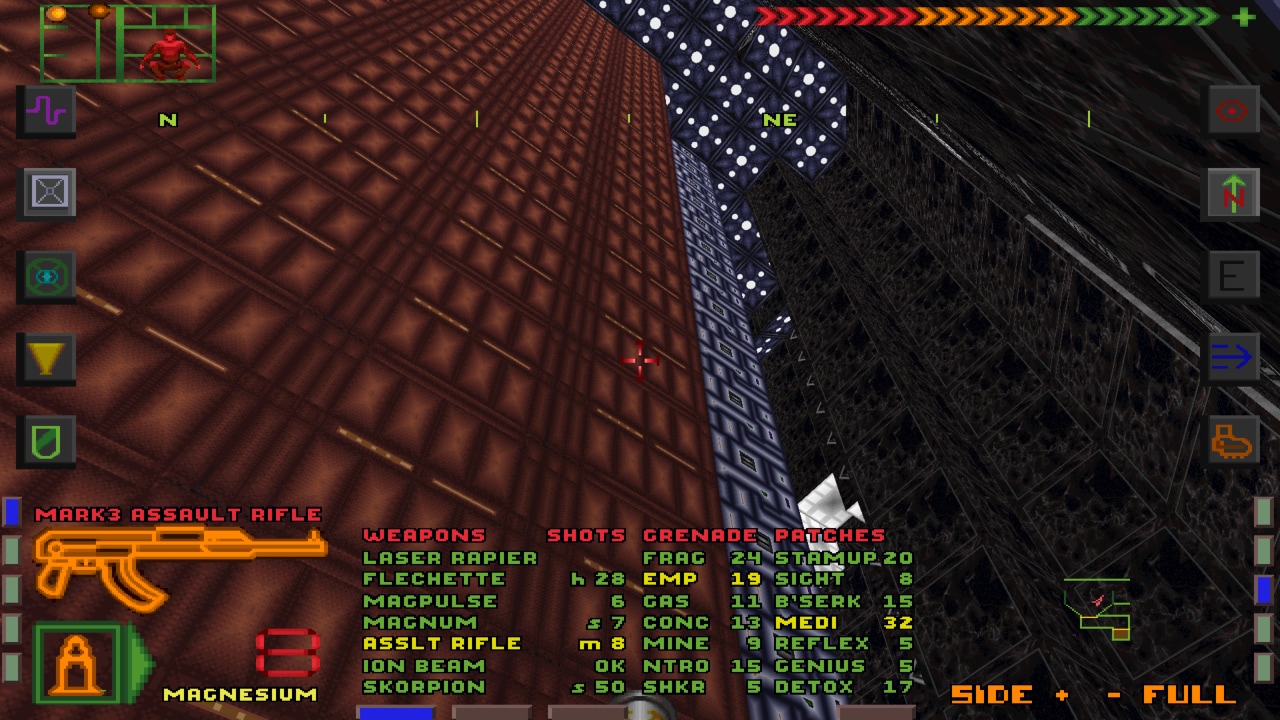 N NE
N
E
MARK3 ASSAULT RIFLE
WEAPONS SHOTS GRENADE PATCHES
LASER RAPIER FRAG 24 STAMUP 20
FLECHETTE h 28 EMP 19 SIGHT 8
MAGPULSE 6 GAS 11 B'SERK 15
MAGNUM s 7 CONC 13 MEDI 32
ASSLT RIFLE m 8 MINE 9 REFLEX 5
ION BEAM OK NTRO 15 GENIUS 5
SKORPION s 50 SHKR 5 DETOX 17
MAGNESIUM
SIDE + - FULL